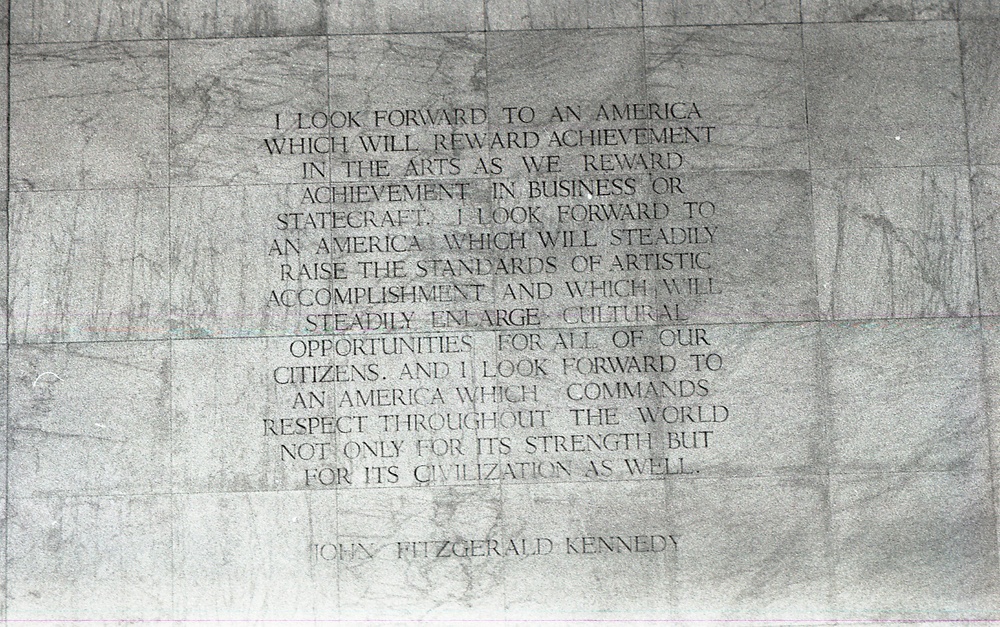 I LOOK FORWARD TO AN AMERICA
WHICH WILL REWARD ACHIEVEMENT
IN THE ARTS AS WE REWARD
ACHIEVEMENT IN BUSINESS OR
STATECRAFT. I LOOK FORWARD TO
AN AMERICA WHICH WILL STEADILY
RAISE THE STANDARDS OF ARTISTIC
ACCOMPLISHMENT AND WHICH WILL
STEADILY ENLARGE CULTURAL
OPPORTUNITIES FOR ALL OF OUR
CITIZENS. AND I LOOK FORWARD TO
AN AMERICA WHICH COMMANDS
RESPECT THROUGHOUT THE WORLD
NOT ONLY FOR ITS STRENGTH BUT
FOR ITS CIVILIZATION AS WELL.
JOHN FITZGERALD KENNEDY